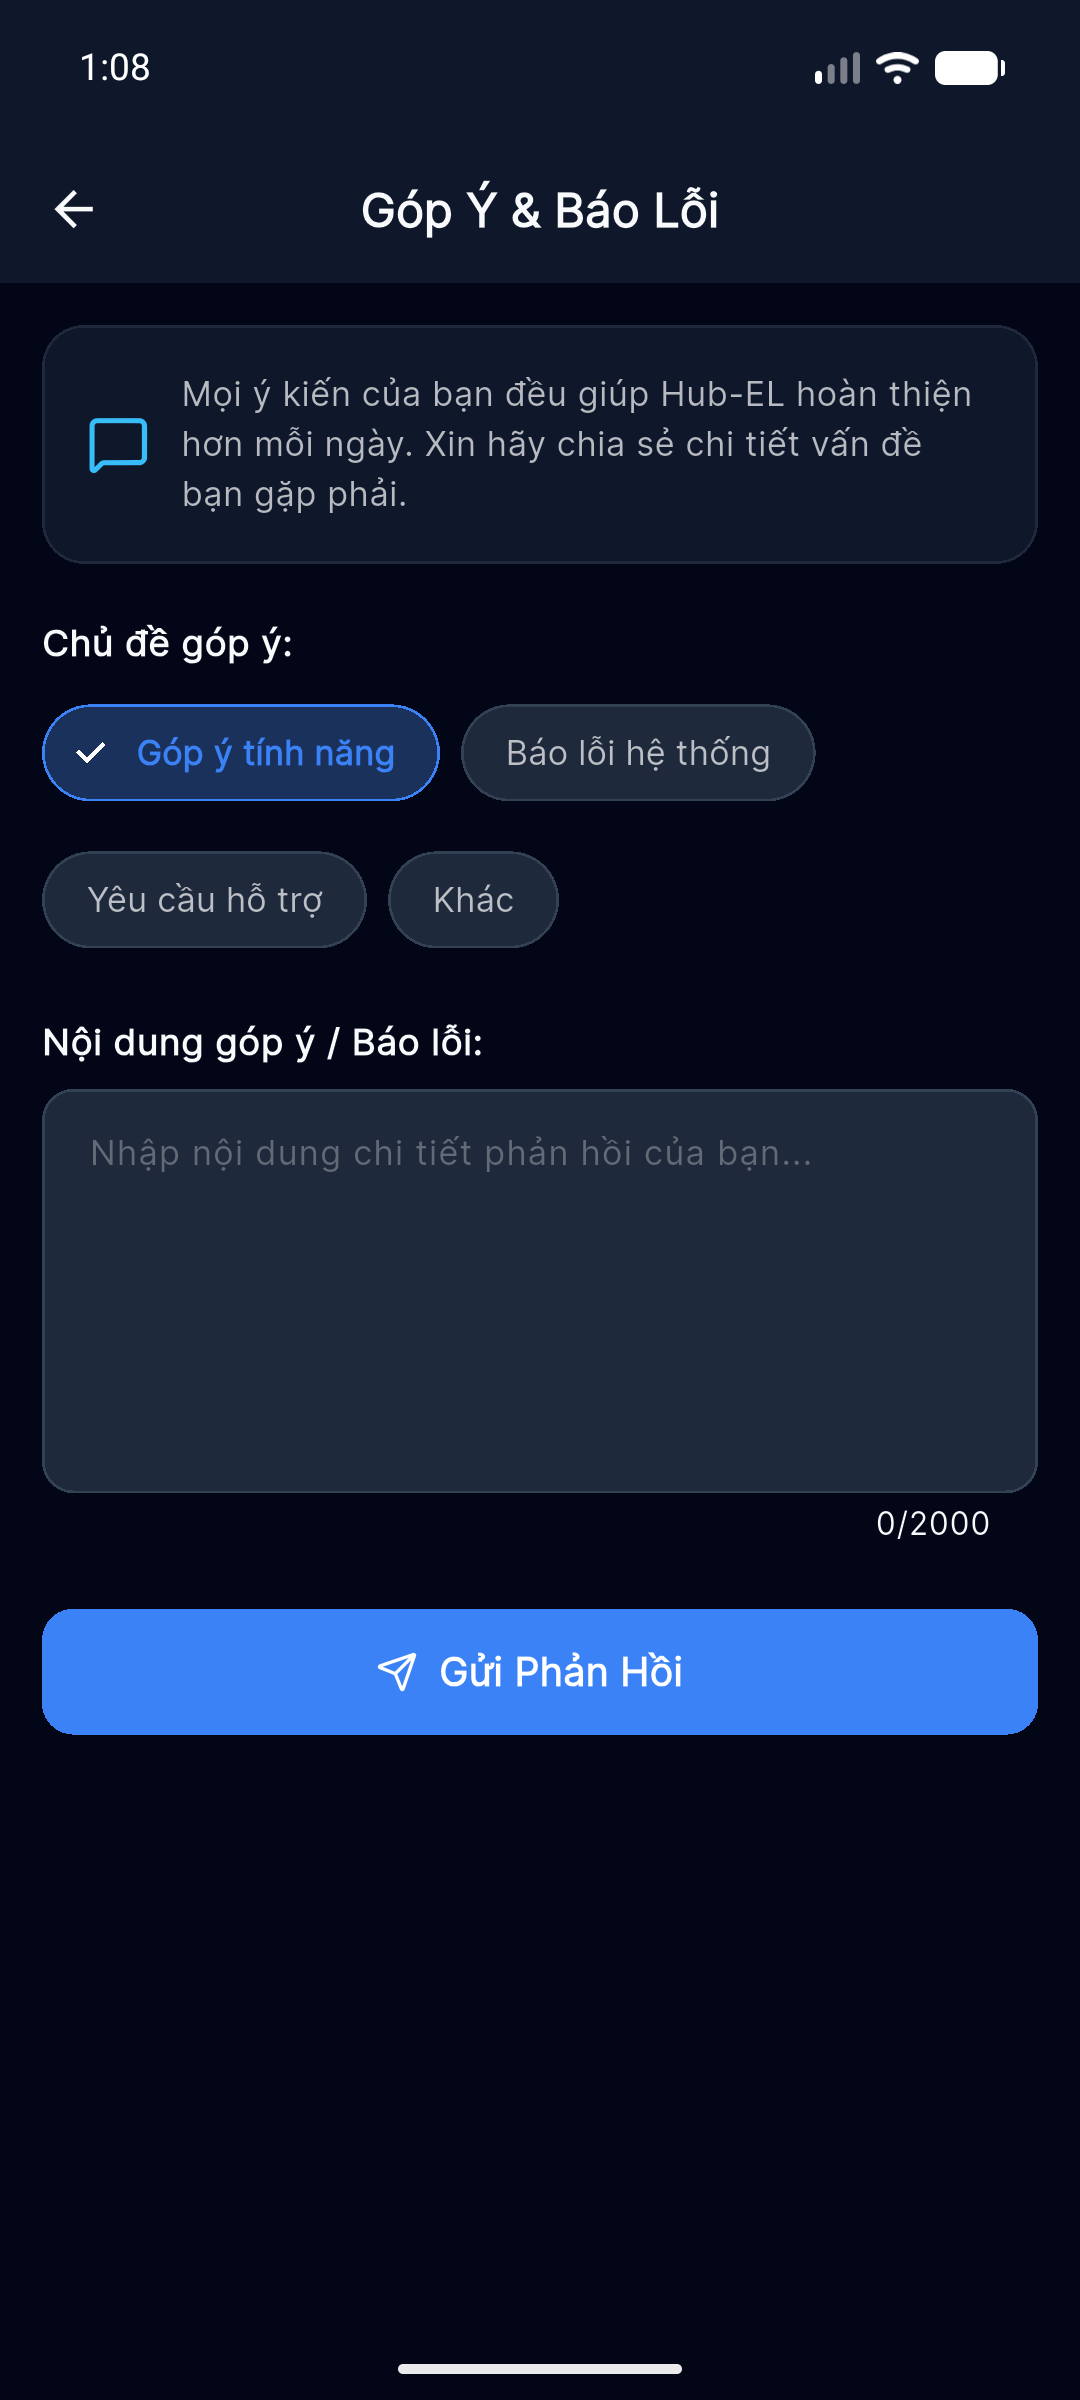 1:08
Góp Ý & Báo Lỗi
Mọi ý kiến của bạn đều giúp Hub-EL hoàn thiện
hơn mỗi ngày. Xin hãy chia sẻ chi tiết vấn đề
bạn gặp phải.
Chủ đề góp ý:
Góp ý tính năng
Báo lỗi hệ thống
Yêu cầu hỗ trợ
Khác
Nội dung góp ý / Báo lỗi:
Nhập nội dung chi tiết phản hồi của bạn...
0/2000
Gửi Phản Hồi